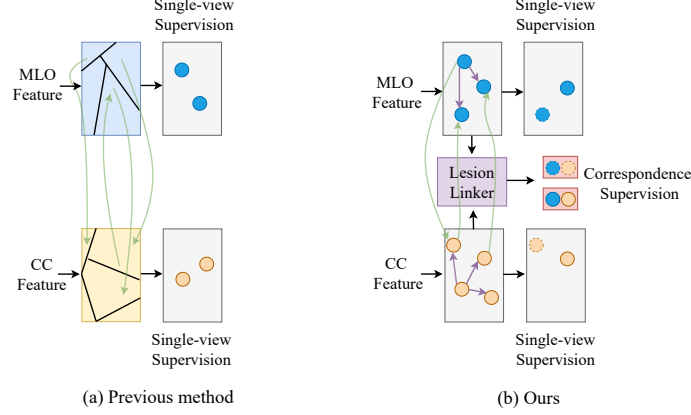 Single-view
Supervision
MLO
Feature
CC
Feature
Single-view
Supervision
(a) Previous method
Single-view
Supervision
MLO
Feature
Lesion
Linker
Correspondence
Supervision
CC
Feature
Single-view
Supervision
(b) Ours